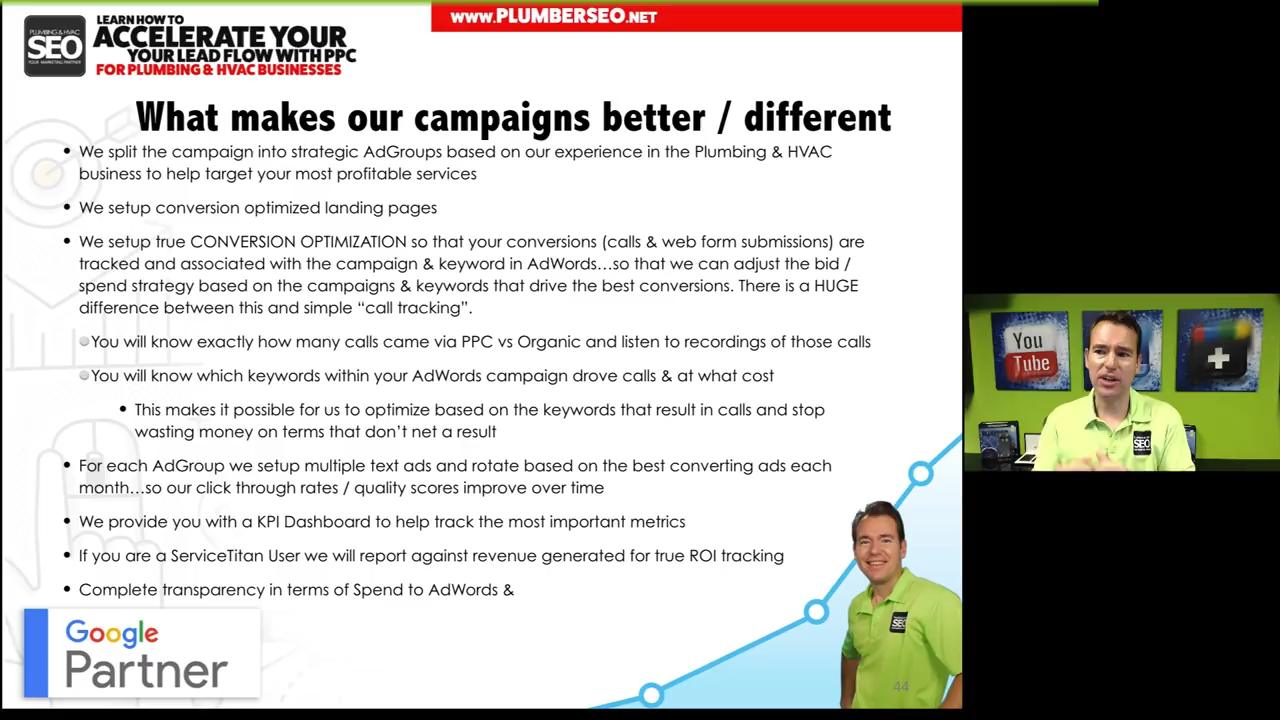 WWW.PLUMBERSEO.NET
PLUMBING & HVAC
SEO
YOUR MARKETING PARTNER
LEARN HOW TO
ACCELERATE YOUR
YOUR LEAD FLOW WITH PPC
FOR PLUMBING & HVAC BUSINESSES
What makes our campaigns better / different
• We split the campaign into strategic AdGroups based on our experience in the Plumbing & HVAC
business to help target your most profitable services
• We setup conversion optimized landing pages
• We setup true CONVERSION OPTIMIZATION so that your conversions (calls & web form submissions) are
tracked and associated with the campaign & keyword in AdWords…so that we can adjust the bid /
spend strategy based on the campaigns & keywords that drive the best conversions. There is a HUGE
difference between this and simple “call tracking”.
You will know exactly how many calls came via PPC vs Organic and listen to recordings of those calls
You will know which keywords within your AdWords campaign drove calls & at what cost
• This makes it possible for us to optimize based on the keywords that result in calls and stop
wasting money on terms that don’t net a result
• For each AdGroup we setup multiple text ads and rotate based on the best converting ads each
month…so our click through rates / quality scores improve over time
• We provide you with a KPI Dashboard to help track the most important metrics
• If you are a ServiceTitan User we will report against revenue generated for true ROI tracking
• Complete transparency in terms of Spend to AdWords &
Google
Partner
SEO
44
You
Tube
SEO